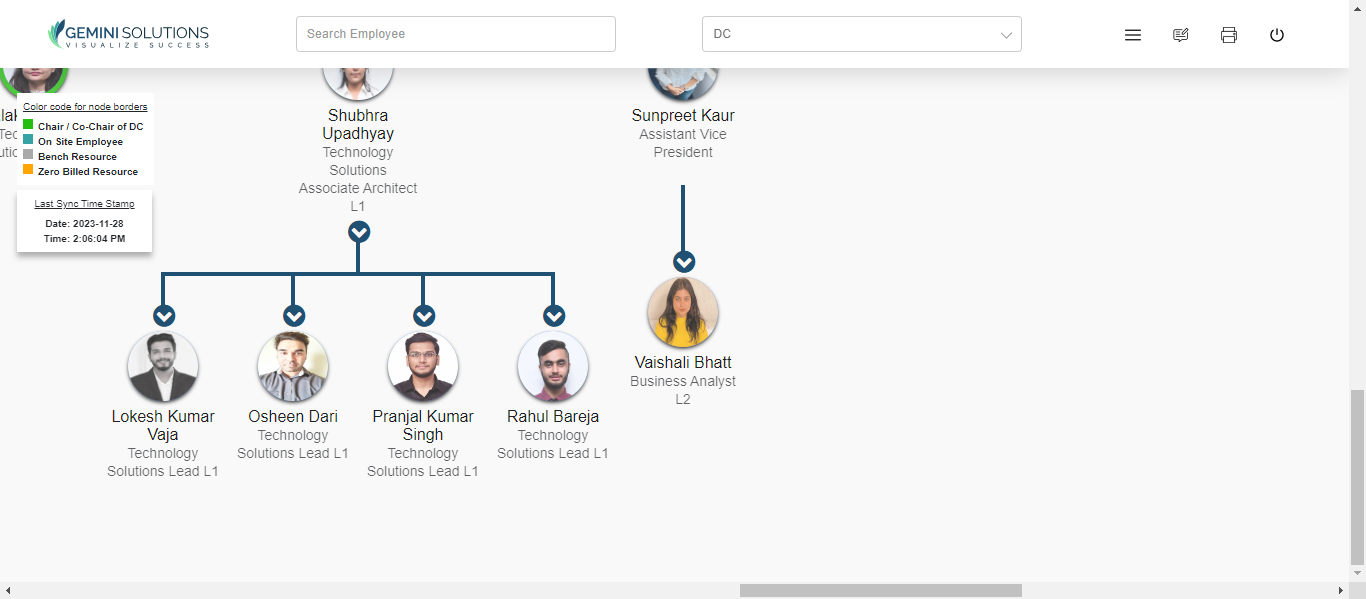 GEMINI SOLUTIONS
VISUALIZE SUCCESS
Search Employee
DC
Color code for node borders
Chair / Co-Chair of DC
On Site Employee
Bench Resource
Zero Billed Resource
Last Sync Time Stamp
Date: 2023-11-28
Time: 2:06:04 PM
Shubhra
Upadhyay
Technology
Solutions
Associate Architect
L1
Sunpreet Kaur
Assistant Vice
President
Lokesh Kumar
Vaja
Technology
Solutions Lead L1
Osheen Dari
Technology
Solutions Lead L1
Pranjal Kumar
Singh
Technology
Solutions Lead L1
Rahul Bareja
Technology
Solutions Lead L1
Vaishali Bhatt
Business Analyst
L2